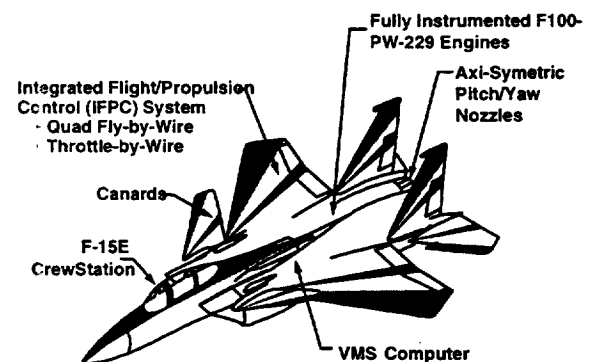 Fully Instrumented F100-
PW-229 Engines
Axi-Symetric
Pitch/Yaw
Nozzles
Integrated Flight/Propulsion
Control (IFPC) System
· Quad Fly-by-Wire
· Throttle-by-Wire
Canards
F-15E
CrewStation
VMS Computer